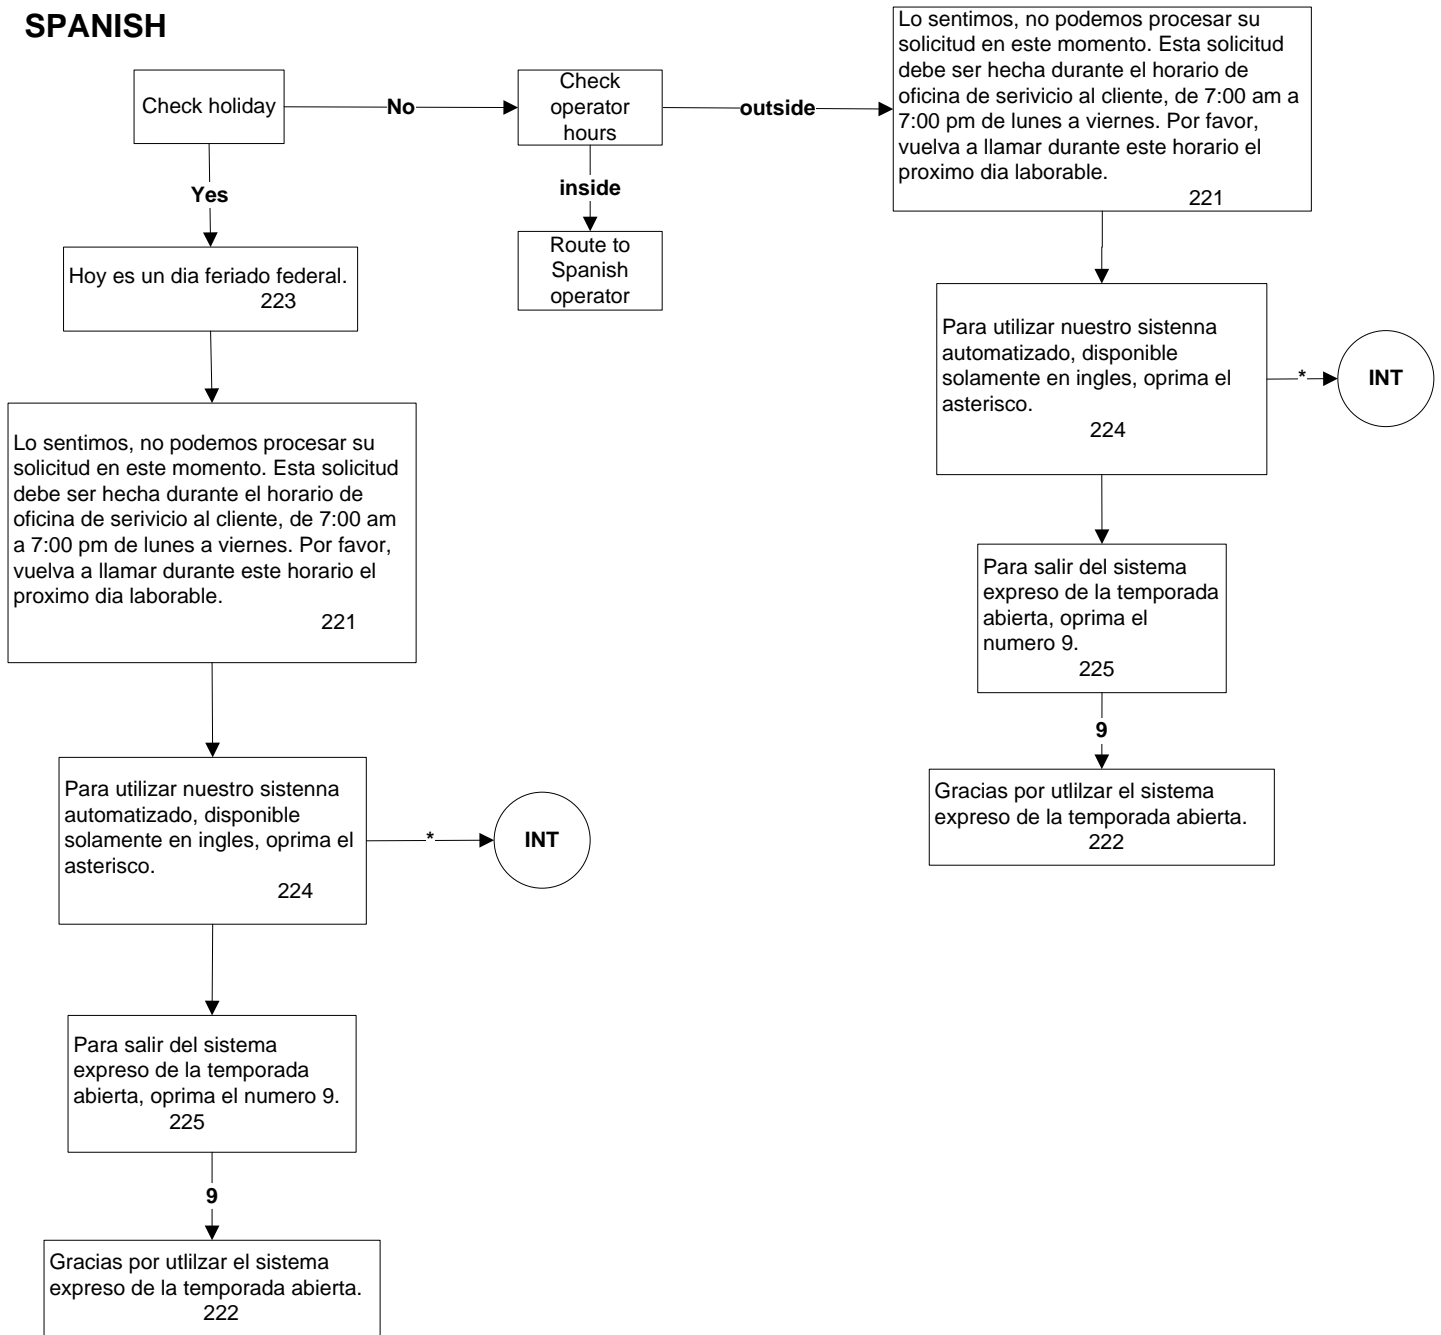 SPANISH
Check holiday
No
Check
operator
hours
outside
Lo sentimos, no podemos procesar su
solicitud en este momento. Esta solicitud
debe ser hecha durante el horario de
oficina de serivicio al cliente, de 7:00 am a
7:00 pm de lunes a viernes. Por favor,
vuelva a llamar durante este horario el
proximo dia laborable.
221
Yes
inside
Route to
Spanish
operator
Hoy es un dia feriado federal.
223
Para utilizar nuestro sistenna
automatizado, disponible
solamente en ingles, oprima el
asterisco.
224
*
INT
Lo sentimos, no podemos procesar su
solicitud en este momento. Esta solicitud
debe ser hecha durante el horario de
oficina de serivicio al cliente, de 7:00 am
a 7:00 pm de lunes a viernes. Por favor,
vuelva a llamar durante este horario el
proximo dia laborable.
221
Para salir del sistema
expreso de la temporada
abierta, oprima el
numero 9.
225
9
Gracias por utlilzar el sistema
expreso de la temporada abierta.
222
Para utilizar nuestro sistenna
automatizado, disponible
solamente en ingles, oprima el
asterisco.
224
*
INT
Para salir del sistema
expreso de la temporada
abierta, oprima el numero 9.
225
9
Gracias por utlilzar el sistema
expreso de la temporada abierta.
222